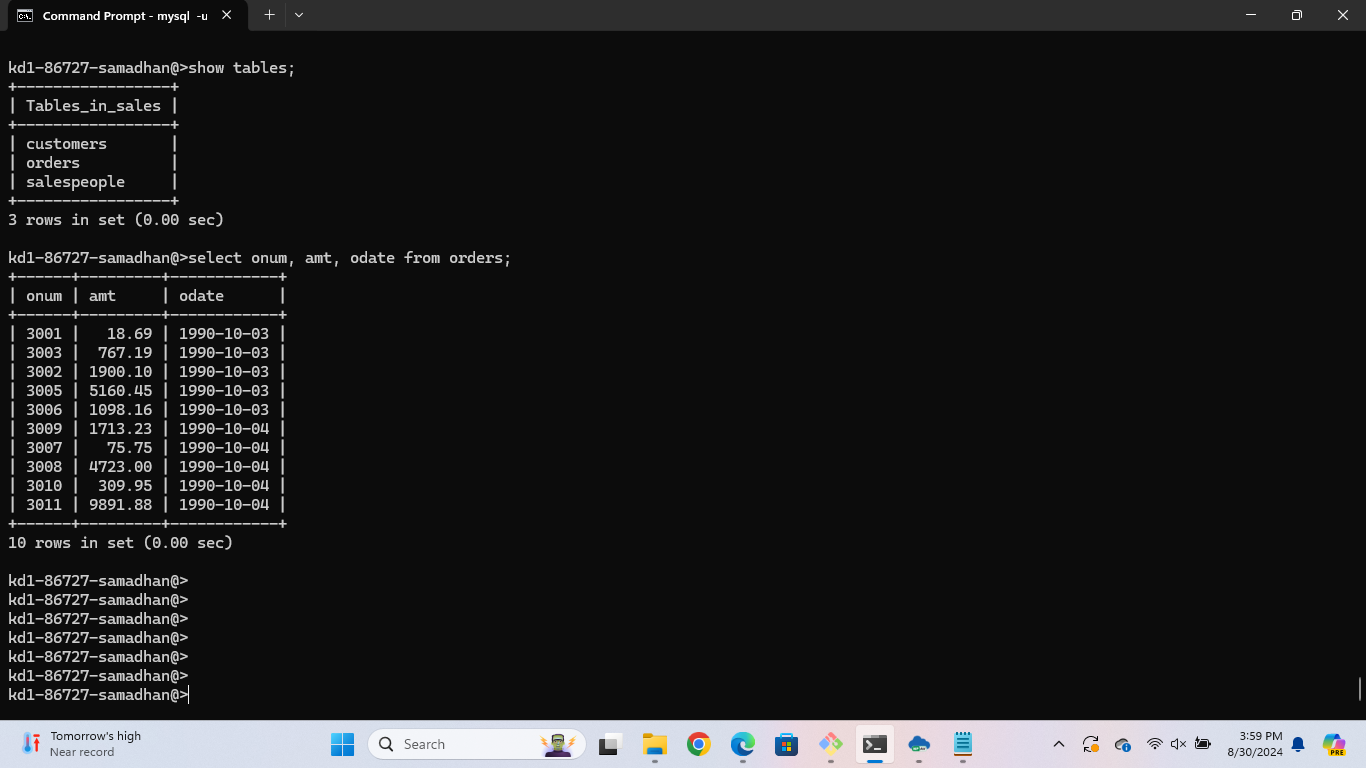 Command Prompt - mysql -u
kd1-86727-samadhan@>show tables;
+-----------------+
| Tables_in_sales |
+-----------------+
| customers       |
| orders          |
| salespeople     |
+-----------------+
3 rows in set (0.00 sec)
kd1-86727-samadhan@>select onum, amt, odate from orders;
+------+---------+------------+
| onum | amt     | odate      |
+------+---------+------------+
| 3001 |   18.69 | 1990-10-03 |
| 3003 |  767.19 | 1990-10-03 |
| 3002 | 1900.10 | 1990-10-03 |
| 3005 | 5160.45 | 1990-10-03 |
| 3006 | 1098.16 | 1990-10-03 |
| 3009 | 1713.23 | 1990-10-04 |
| 3007 |   75.75 | 1990-10-04 |
| 3008 | 4723.00 | 1990-10-04 |
| 3010 |  309.95 | 1990-10-04 |
| 3011 | 9891.88 | 1990-10-04 |
+------+---------+------------+
10 rows in set (0.00 sec)
kd1-86727-samadhan@>
kd1-86727-samadhan@>
kd1-86727-samadhan@>
kd1-86727-samadhan@>
kd1-86727-samadhan@>
kd1-86727-samadhan@>
kd1-86727-samadhan@>
Tomorrow's high
Near record
Search
3:59 PM
8/30/2024
PRE